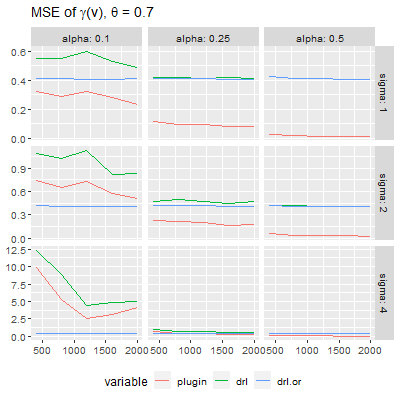 MSE of γ(v), θ = 0.7
alpha: 0.1
alpha: 0.25
alpha: 0.5
0.6
0.4
0.2
0.0
sigma: 1
0.9
0.6
0.3
0.0
sigma: 2
12.5
10.0
7.5
5.0
2.5
0.0
sigma: 4
500 1000 1500 2000 500 1000 1500 2000 500 1000 1500 2000
variable plugin drl drl.or